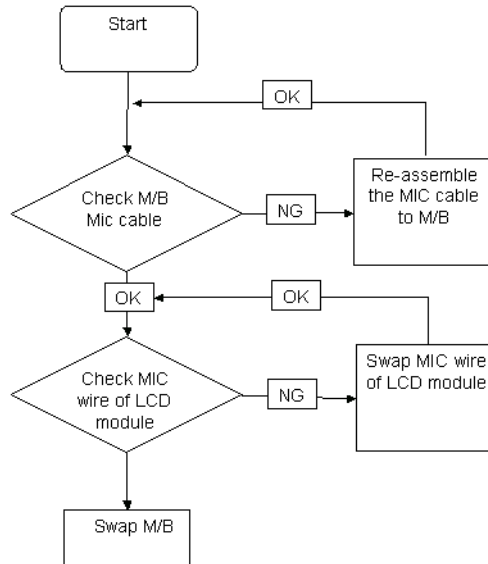 Start
OK
Check M/B
Mic cable
NG
Re-assemble
the MIC cable
to M/B
OK
OK
Check MIC
wire of LCD
module
NG
Swap MIC wire
of LCD module
Swap M/B